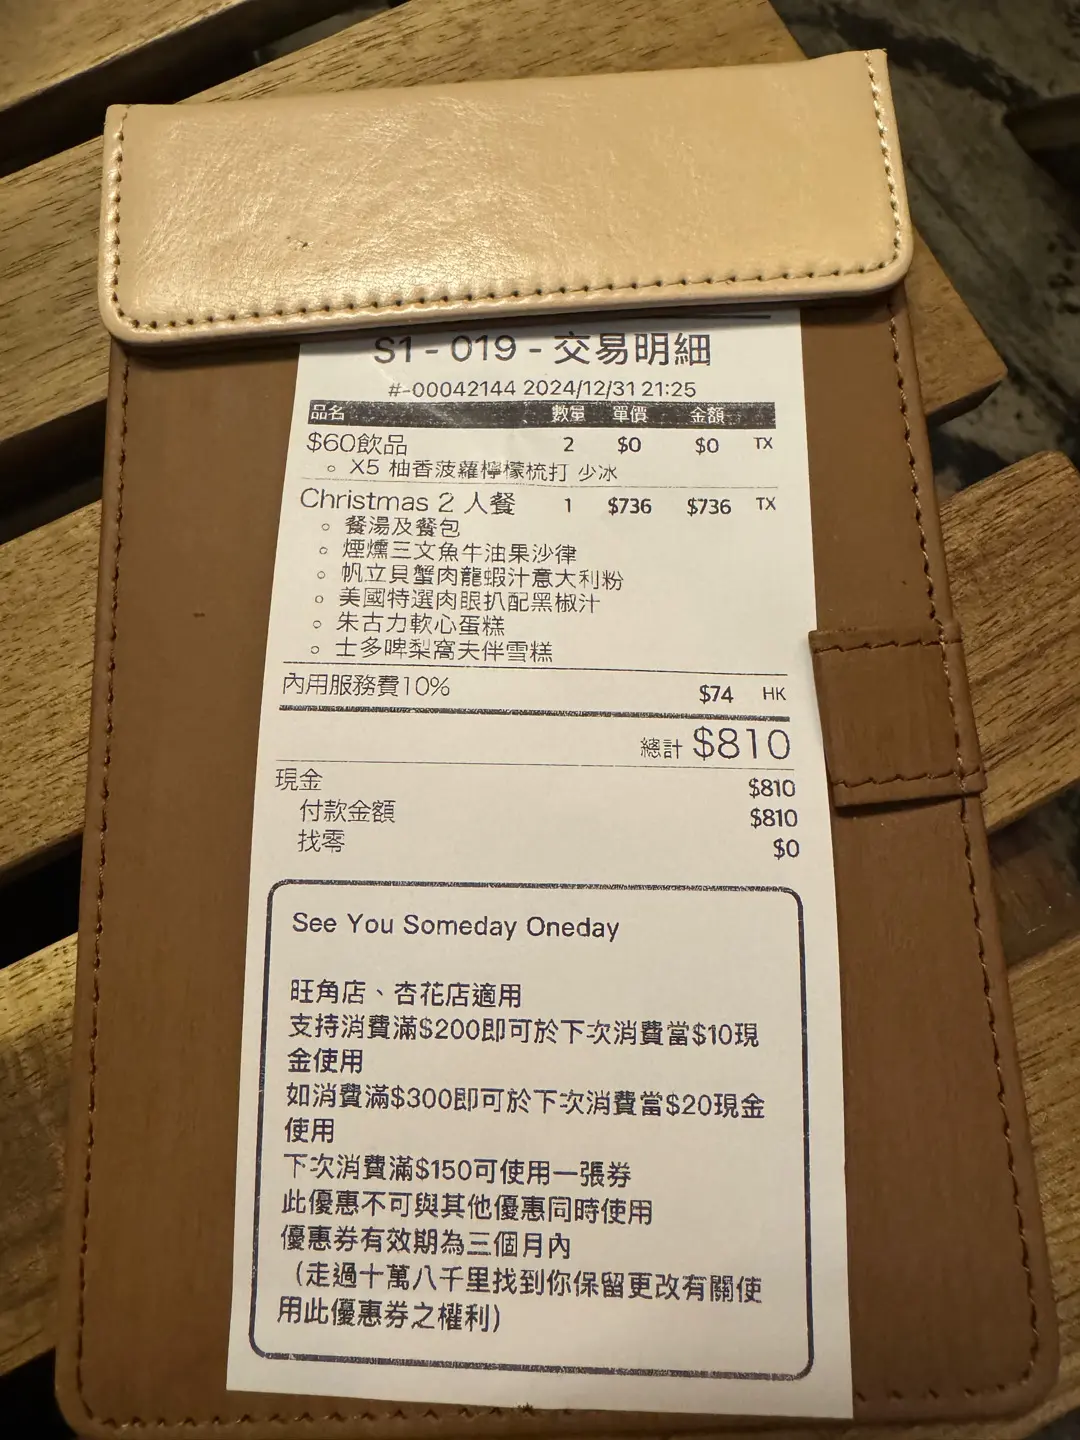 S1 - 019 - 交易明細
#-00042144 2024/12/31 21:25
品名 數量 單價 金額
$60飲品 2 $0 $0 TX
◦ X5 柚香菠蘿檸檬梳打 少冰
Christmas 2 人餐 1 $736 $736 TX
◦ 餐湯及餐包
◦ 煙燻三文魚牛油果沙律
◦ 帆立貝蟹肉龍蝦汁意大利粉
◦ 美國特選肉眼扒配黑椒汁
◦ 朱古力軟心蛋糕
◦ 士多啤梨窩夫伴雪糕
內用服務費10% $74 HK
總計 $810
現金 $810
付款金額 $810
找零 $0
See You Someday Oneday
旺角店、杏花店適用
支持消費滿$200即可於下次消費當$10現
金使用
如消費滿$300即可於下次消費當$20現金
使用
下次消費滿$150可使用一張券
此優惠不可與其他優惠同時使用
優惠券有效期為三個月內
（走過十萬八千里找到你保留更改有關使
用此優惠券之權利）